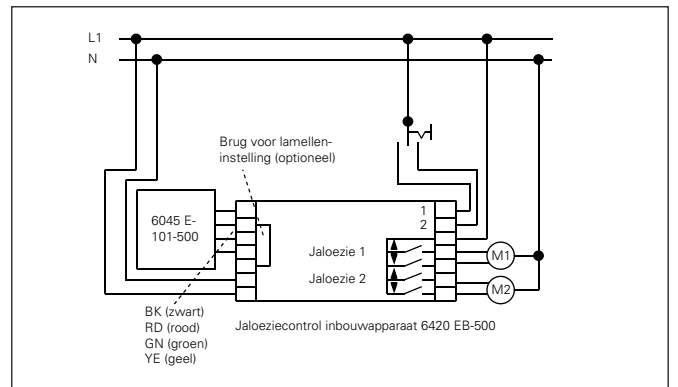 L1
N
Brug voor lamellen-
instelling (optioneel)
6045 E-
101-500
1
2
Jaloezie 1
Jaloezie 2
M1
M2
BK (zwart)
RD (rood)
GN (groen)
YE (geel)
Jaloeziecontrol inbouwapparaat 6420 EB-500